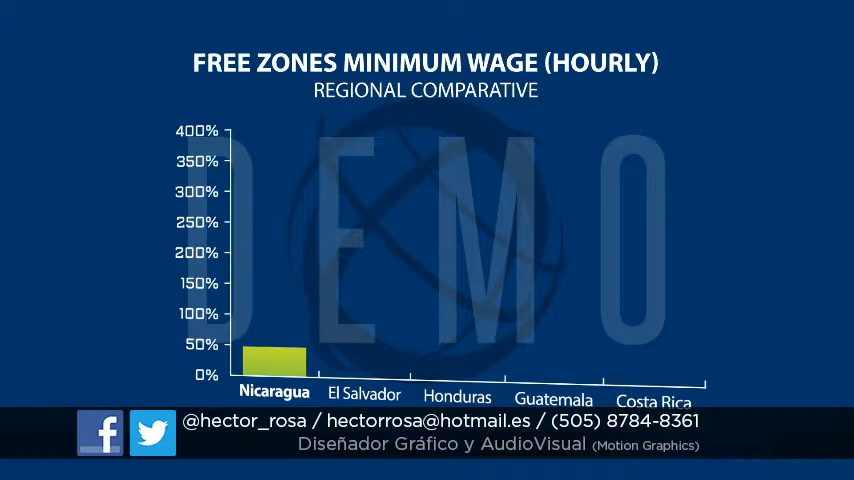 FREE ZONES MINIMUM WAGE (HOURLY)
REGIONAL COMPARATIVE
400%
350%
300%
250%
200%
150%
100%
50%
0%
DEMO
Nicaragua El Salvador Honduras Guatemala Costa Rica
@hector_rosa / hectorrosa@hotmail.es / (505) 8784-8361
Diseñador Gráfico y AudioVisual (Motion Graphics)